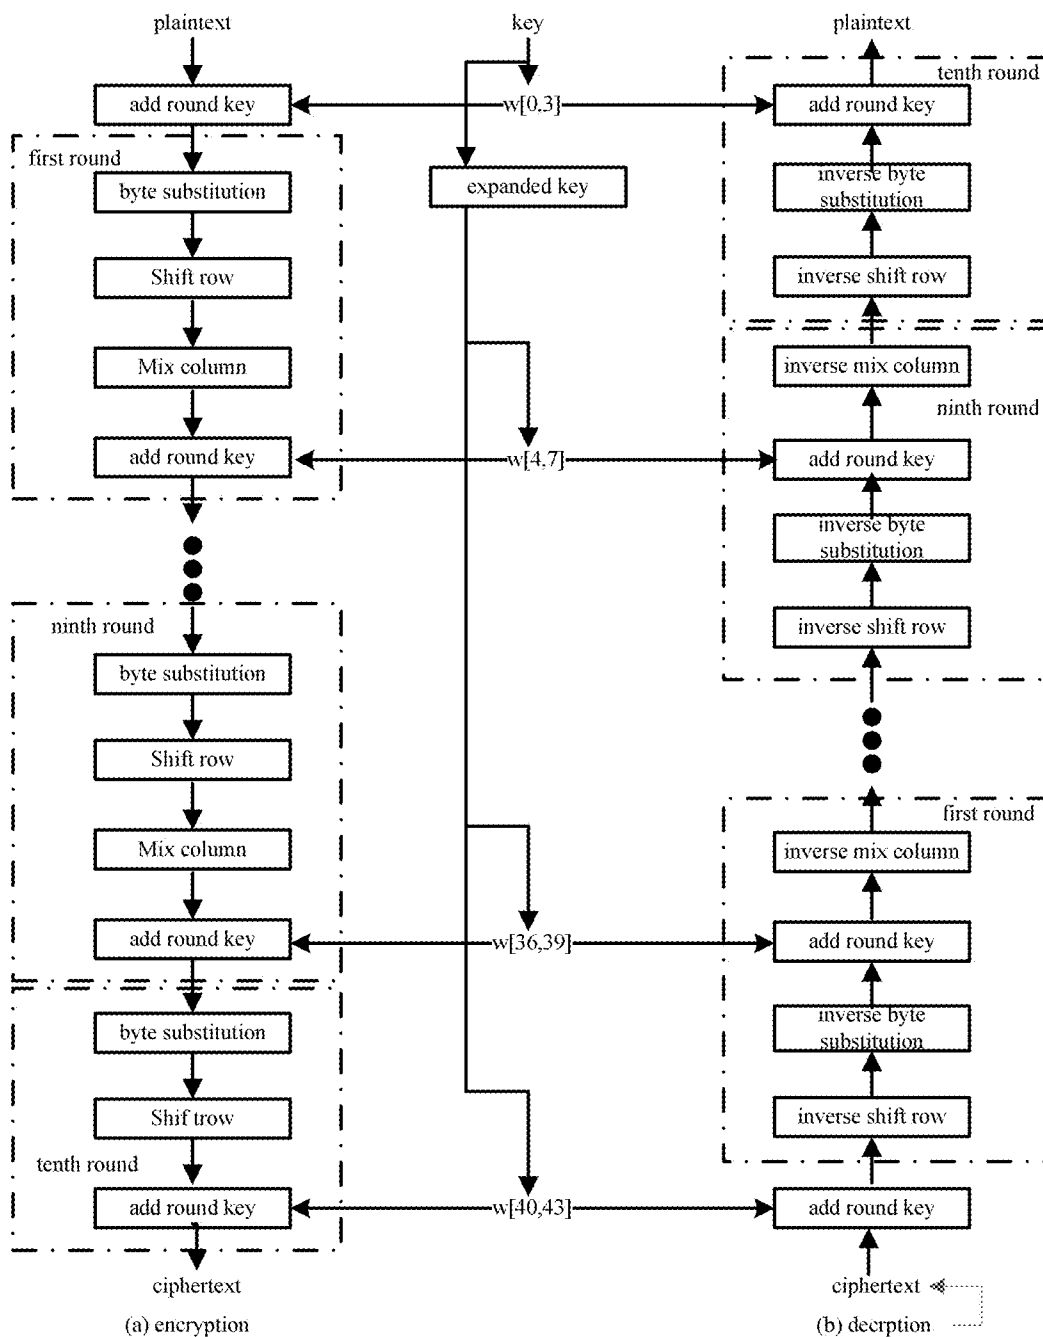 plaintext
key
plaintext
tenth round
add round key
w[0,3]
add round key
first round
byte substitution
expanded key
inverse byte
substitution
Shift row
inverse shift row
Mix column
inverse mix column
ninth round
add round key
w[4,7]
add round key
inverse byte
substitution
ninth round
inverse shift row
byte substitution
Shift row
first round
Mix column
inverse mix column
add round key
w[36,39]
add round key
byte substitution
inverse byte
substitution
Shif trow
inverse shift row
tenth round
add round key
w[40,43]
add round key
ciphertext
ciphertext
(a) encryption
(b) decrption